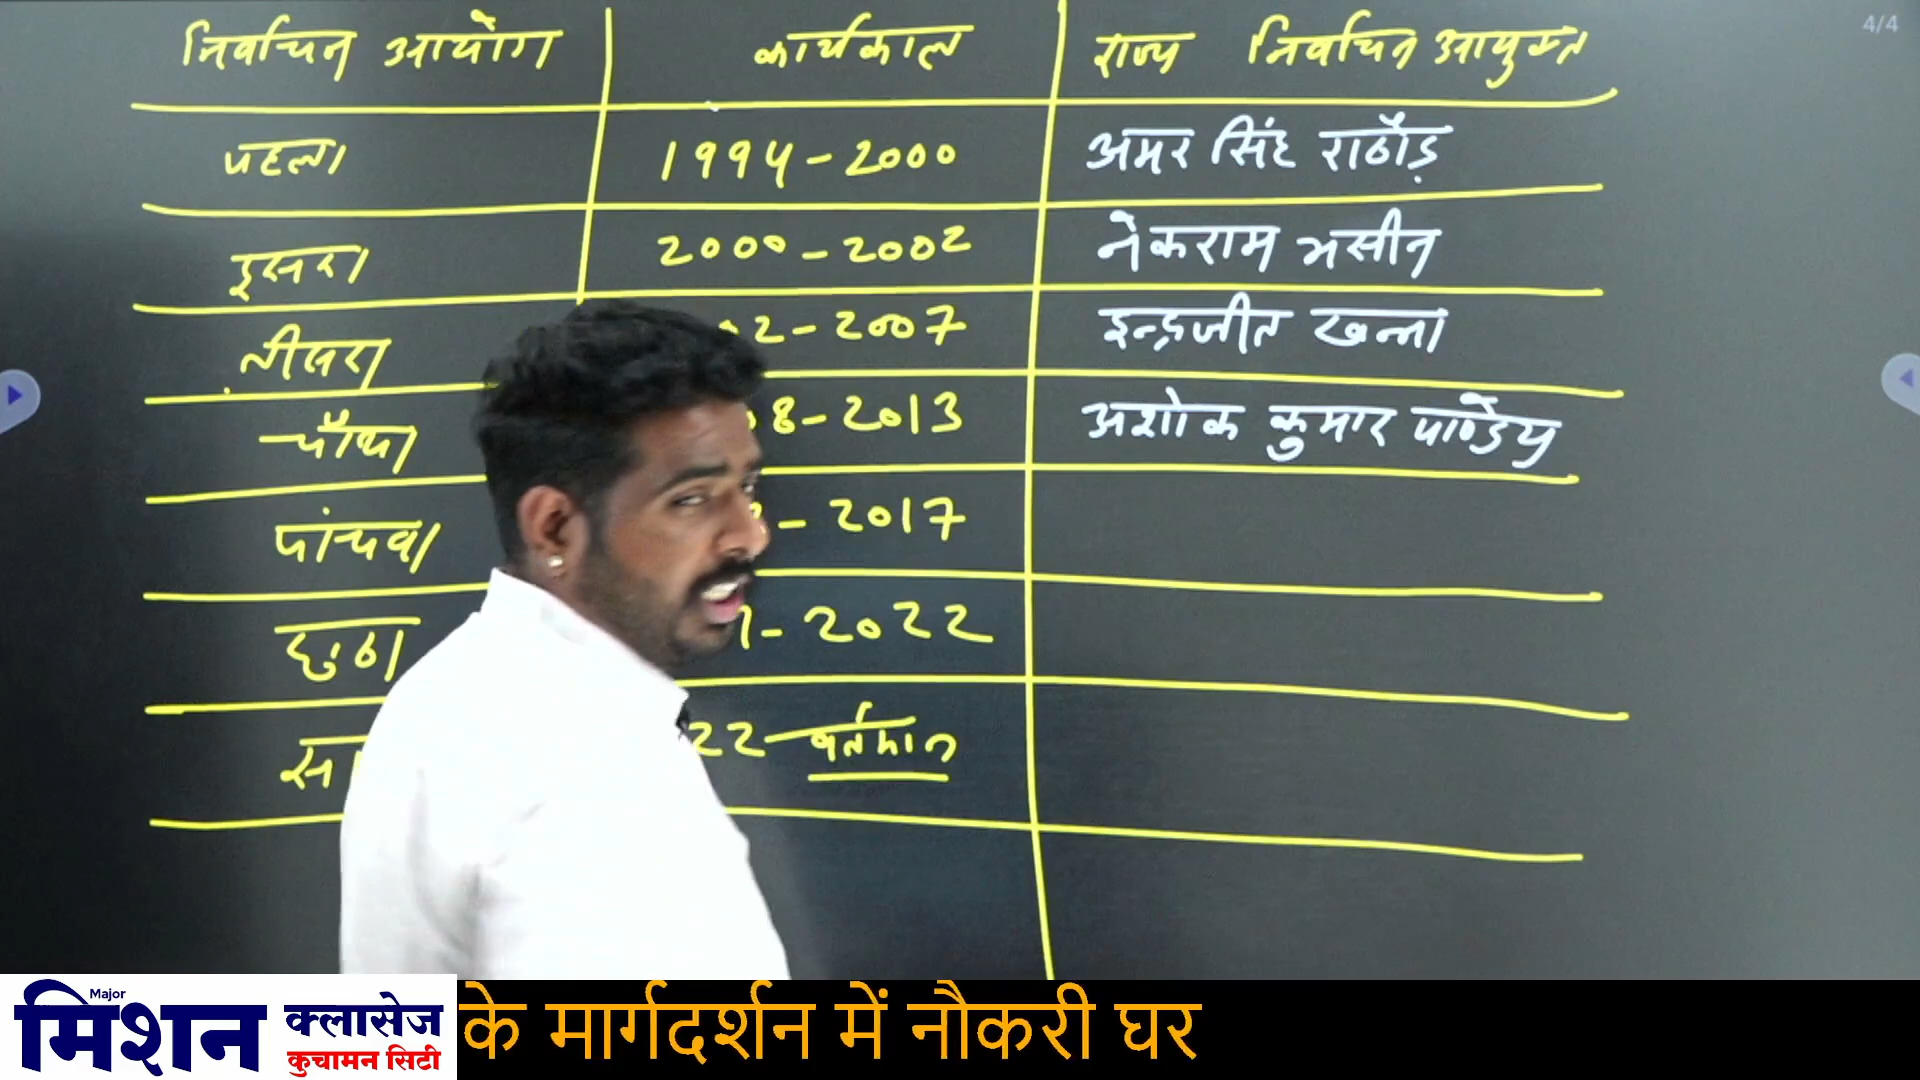 4/4
निर्वाचन आयोग कार्यकाल राज्य निर्वाचन आयुक्त
पहला 1994-2000 अमर सिंह राठौड़
दूसरा 2000-2002 नेकराम भसीन
तीसरा 02-2007 इन्द्रजीत खन्ना
चौथा 8-2013 अशोक कुमार पाण्डेय
पांचवा - 2017
छठा - 2022
सा 22 - वर्तमान
Major
मिशन क्लासेज
कुचामन सिटी
के मार्गदर्शन में नौकरी घर